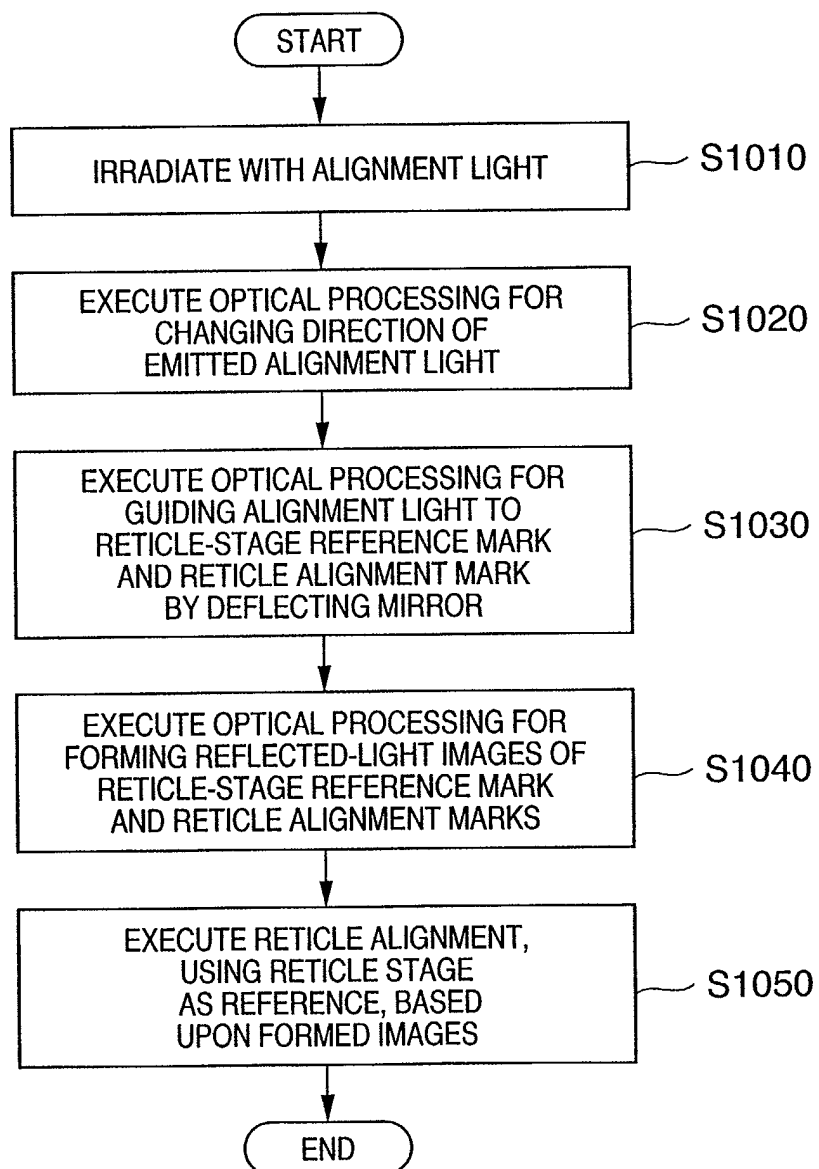 START
IRRADIATE WITH ALIGNMENT LIGHT
S1010
EXECUTE OPTICAL PROCESSING FOR
CHANGING DIRECTION OF
EMITTED ALIGNMENT LIGHT
S1020
EXECUTE OPTICAL PROCESSING FOR
GUIDING ALIGNMENT LIGHT TO
RETICLE-STAGE REFERENCE MARK
AND RETICLE ALIGNMENT MARK
BY DEFLECTING MIRROR
S1030
EXECUTE OPTICAL PROCESSING FOR
FORMING REFLECTED-LIGHT IMAGES OF
RETICLE-STAGE REFERENCE MARK
AND RETICLE ALIGNMENT MARKS
S1040
EXECUTE RETICLE ALIGNMENT,
USING RETICLE STAGE
AS REFERENCE, BASED
UPON FORMED IMAGES
S1050
END